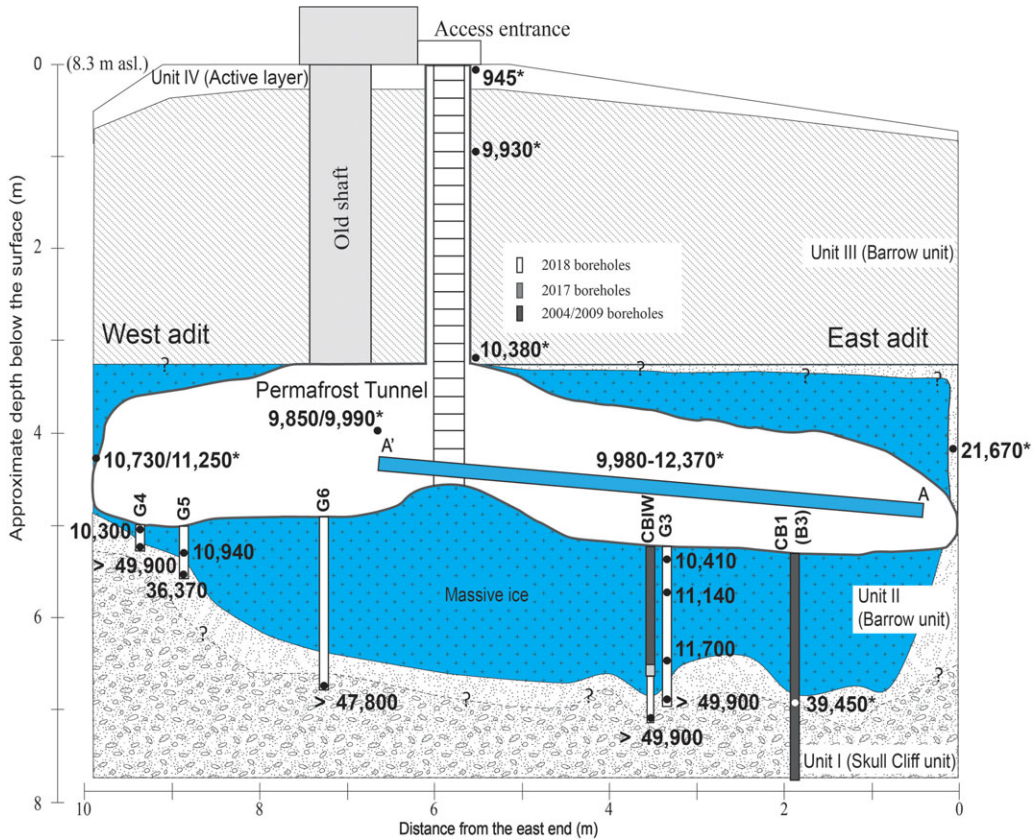 Access entrance
0
(8.3 m asl.)
Unit IV (Active layer)
945*
9,930*
Old shaft
2
Unit III (Barrow unit)
2018 boreholes
2017 boreholes
2004/2009 boreholes
West adit
East adit
10,380*
?
?
?
?
Permafrost Tunnel
9,850/9,990*
4
A'
9,980-12,370*
21,670*
10,730/11,250*
A
G4
G5
G6
CBIW
G3
CB1
(B3)
10,300
10,940
10,410
> 49,900
36,370
11,140
Massive ice
Unit II
(Barrow unit)
6
?
11,700
?
> 47,800
?
?
> 49,900
39,450*
?
> 49,900
Unit I (Skull Cliff unit)
8
10
8
6
4
2
0
Distance from the east end (m)
Approximate depth below the surface (m)